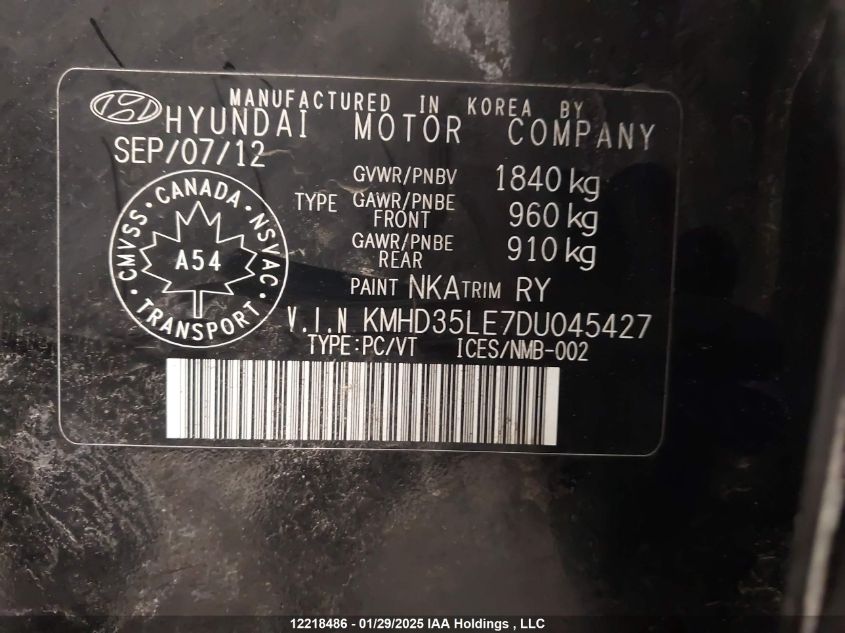 MANUFACTURED IN KOREA BY
HYUNDAI MOTOR COMPANY
SEP/07/12
GVWR/PNBV 1840 kg
TYPE GAWR/PNBE FRONT 960 kg
GAWR/PNBE REAR 910 kg
CANADA
CMVSS NSVAC
A54
TRANSPORT
PAINT NKA TRIM RY
V.I.N KMHD35LE7DU045427
TYPE:PC/VT ICES/NMB-002
12218486 - 01/29/2025 IAA Holdings , LLC